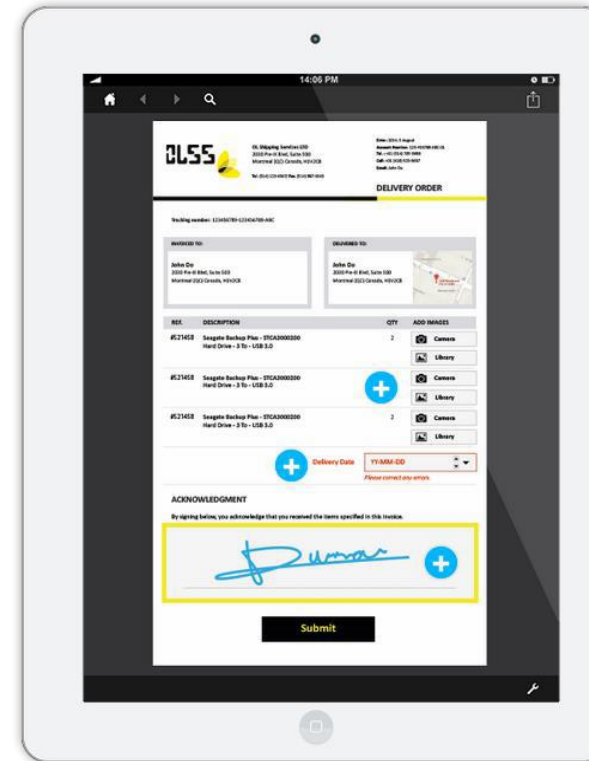 14:06 PM
OLSS
OL Shipping Services LTD
2030 Pie-IX Blvd, Suite 500
Montreal (QC) Canada, H1V2C8
DELIVERY ORDER
Tracking number: 123456789-123456789-ABC
INVOICED TO:
John Do
2030 Pie-IX Blvd, Suite 500
Montreal (QC) Canada, H1V2C8
DELIVERED TO:
John Do
2030 Pie-IX Blvd, Suite 500
Montreal (QC) Canada, H1V2C8
REF. DESCRIPTION QTY ADD IMAGES
#521458 Seagate Backup Plus - STCA3000200 2 Camera
Hard Drive - 3 To - USB 3.0
Library
#521458 Seagate Backup Plus - STCA3000200 Camera
Hard Drive - 3 To - USB 3.0
Library
#521458 Seagate Backup Plus - STCA3000200 2 Camera
Hard Drive - 3 To - USB 3.0
Library
Delivery Date YY-MM-DD
Please correct any errors.
ACKNOWLEDGMENT
By signing below, you acknowledge that you received the items specified in this invoice.
Submit